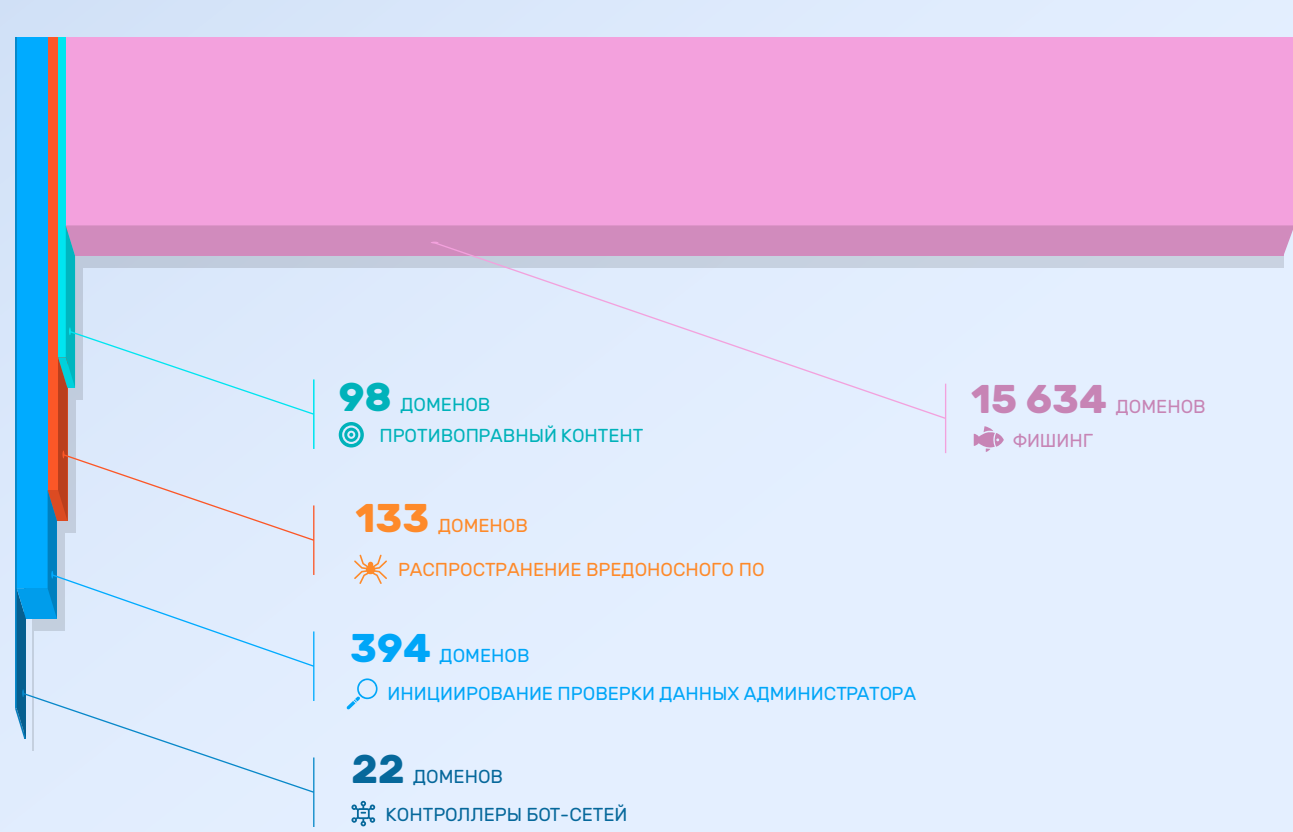 98 ДОМЕНОВ
ПРОТИВОПРАВНЫЙ КОНТЕНТ
15 634 ДОМЕНОВ
ФИШИНГ
133 ДОМЕНОВ
РАСПРОСТРАНЕНИЕ ВРЕДОНОСНОГО ПО
394 ДОМЕНОВ
ИНИЦИИРОВАНИЕ ПРОВЕРКИ ДАННЫХ АДМИНИСТРАТОРА
22 ДОМЕНОВ
КОНТРОЛЛЕРЫ БОТ-СЕТЕЙ